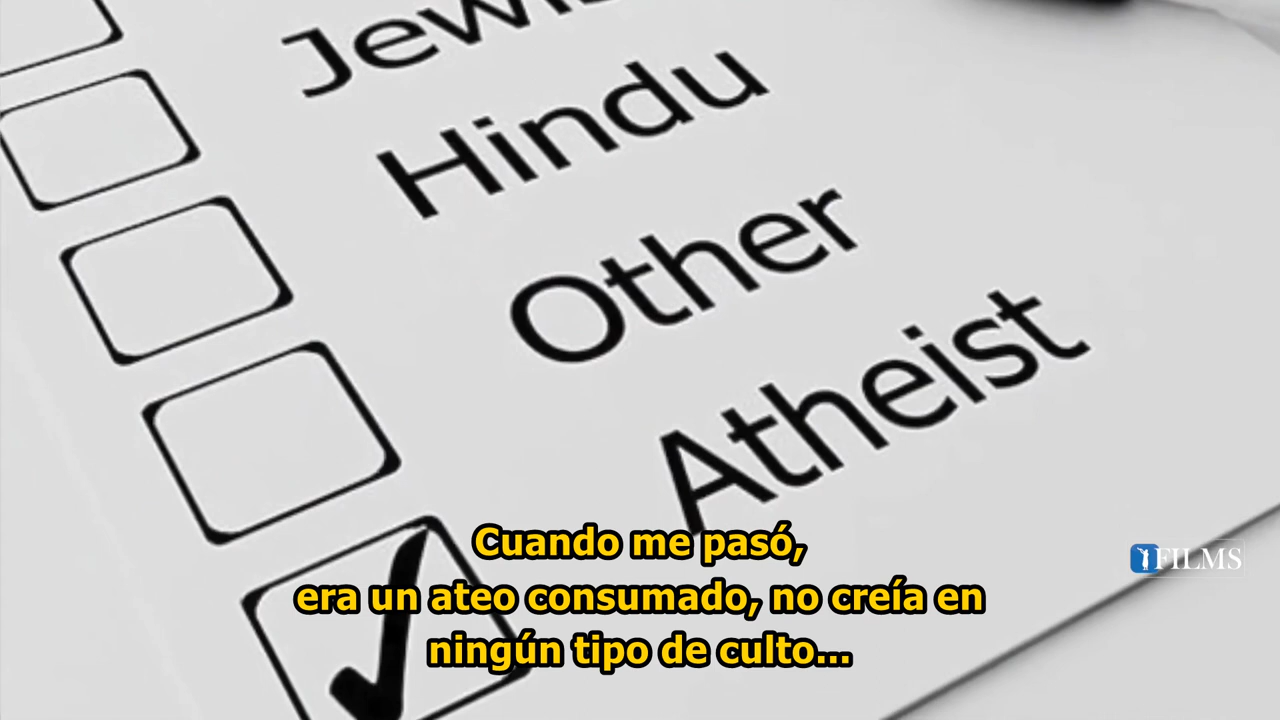 Hindu
Other
Atheist
Cuando me pasó,
era un ateo consumado, no creía en
ningún tipo de culto...
FILMS